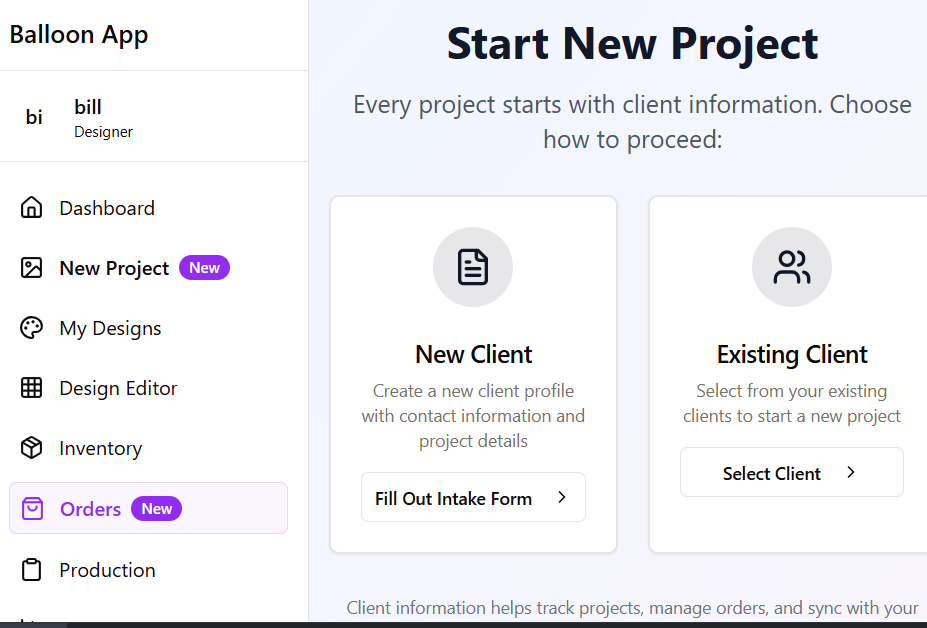 Balloon App
bi
bill
Designer
Dashboard
New Project New
My Designs
Design Editor
Inventory
Orders New
Production
Start New Project
Every project starts with client information. Choose
how to proceed:
New Client
Create a new client profile
with contact information and
project details
Fill Out Intake Form
Existing Client
Select from your existing
clients to start a new project
Select Client
Client information helps track projects, manage orders, and sync with your